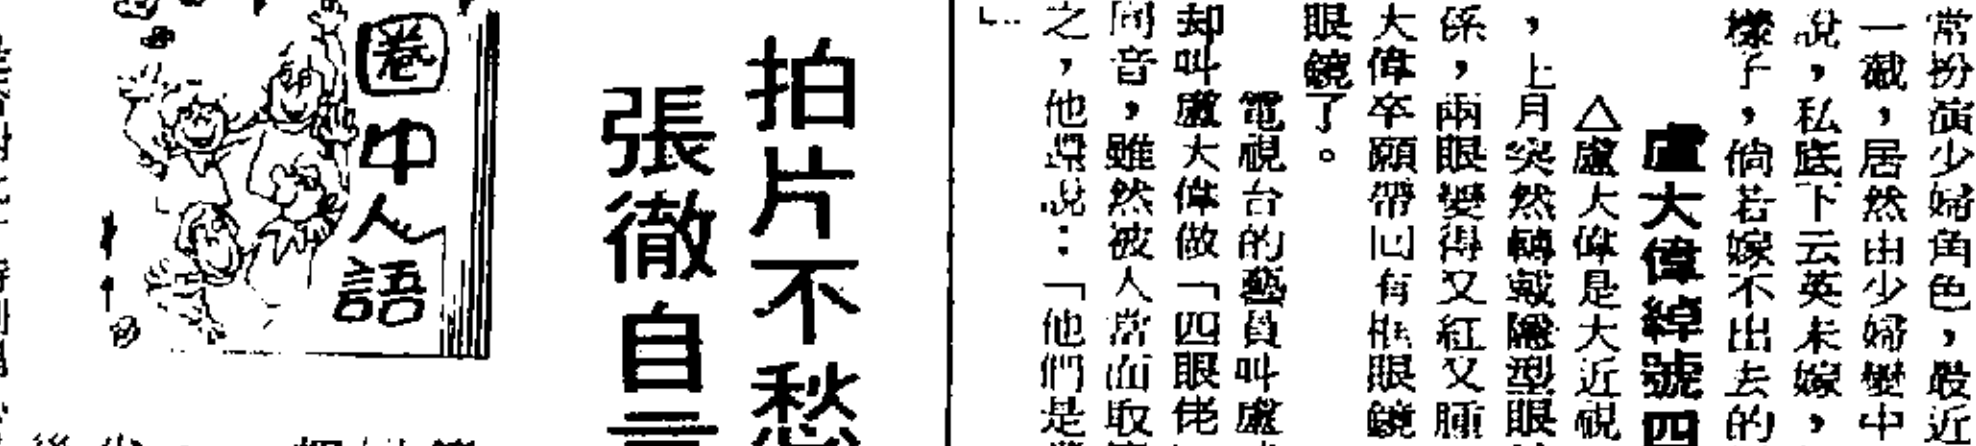 常扮演少婦角色，最近
一齣，居然由少婦變中
說，私底下云英未嫁，
樣子，倘若嫁不出去的
盧大偉綽號四
△盧大偉是大近視
，上月突然轉戴隱型眼
係，兩眼變得又紅又腫
大偉卒願帶回有框眼鏡
眼鏡了。
電視台的藝員叫盧
却叫盧大偉做「四眼佬
同音，雖然被人當面取
之，他還說：「他們是
拍片不愁
張徹自言
圈中人語